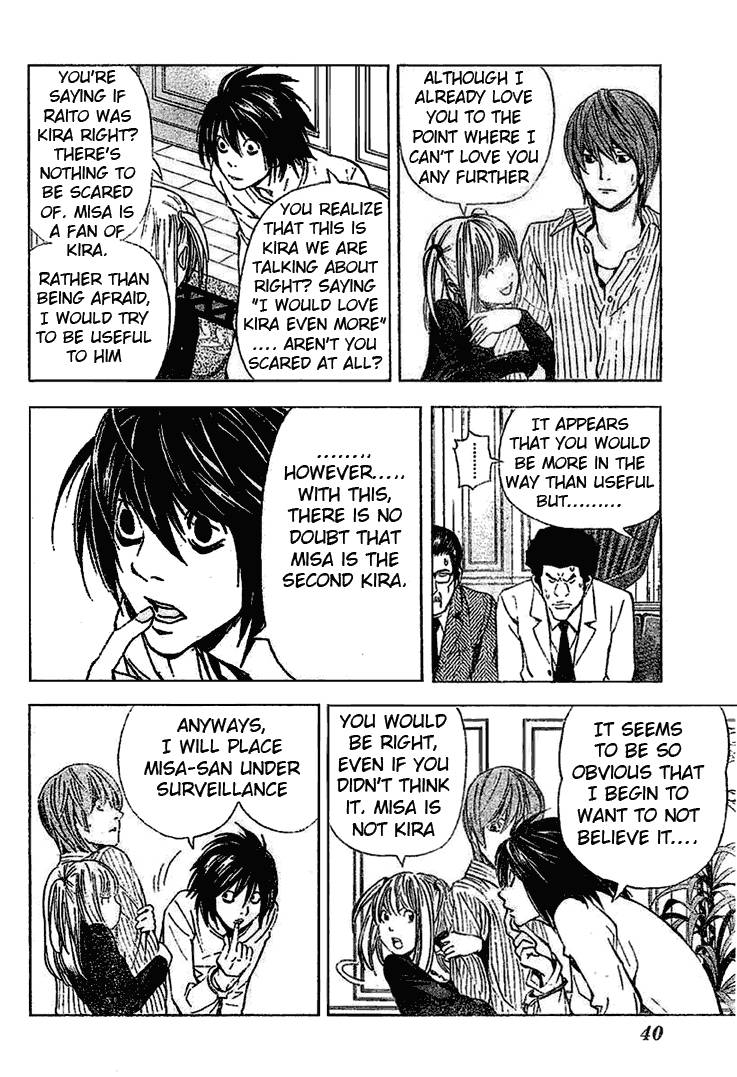 ALTHOUGH I
ALREADY LOVE
YOU TO THE
POINT WHERE I
CAN'T LOVE YOU
ANY FURTHER
YOU REALIZE
THAT THIS IS
KIRA WE ARE
TALKING ABOUT
RIGHT? SAYING
"I WOULD LOVE
KIRA EVEN MORE"
.... AREN'T YOU
SCARED AT ALL?
YOU'RE
SAYING IF
RAITO WAS
KIRA RIGHT?
THERE'S
NOTHING TO
BE SCARED
OF. MISA IS
A FAN OF
KIRA.
RATHER THAN
BEING AFRAID,
I WOULD TRY
TO BE USEFUL
TO HIM
IT APPEARS
THAT YOU WOULD
BE MORE IN THE
WAY THAN USEFUL
BUT.........
........
........
HOWEVER.....
WITH THIS,
THERE IS NO
DOUBT THAT
MISA IS THE
SECOND KIRA.
IT SEEMS
TO BE SO
OBVIOUS THAT
I BEGIN TO
WANT TO NOT
BELIEVE IT....
YOU WOULD
BE RIGHT,
EVEN IF YOU
DIDN'T THINK
IT. MISA IS
NOT KIRA
ANYWAYS,
I WILL PLACE
MISA-SAN UNDER
SURVEILLANCE
40